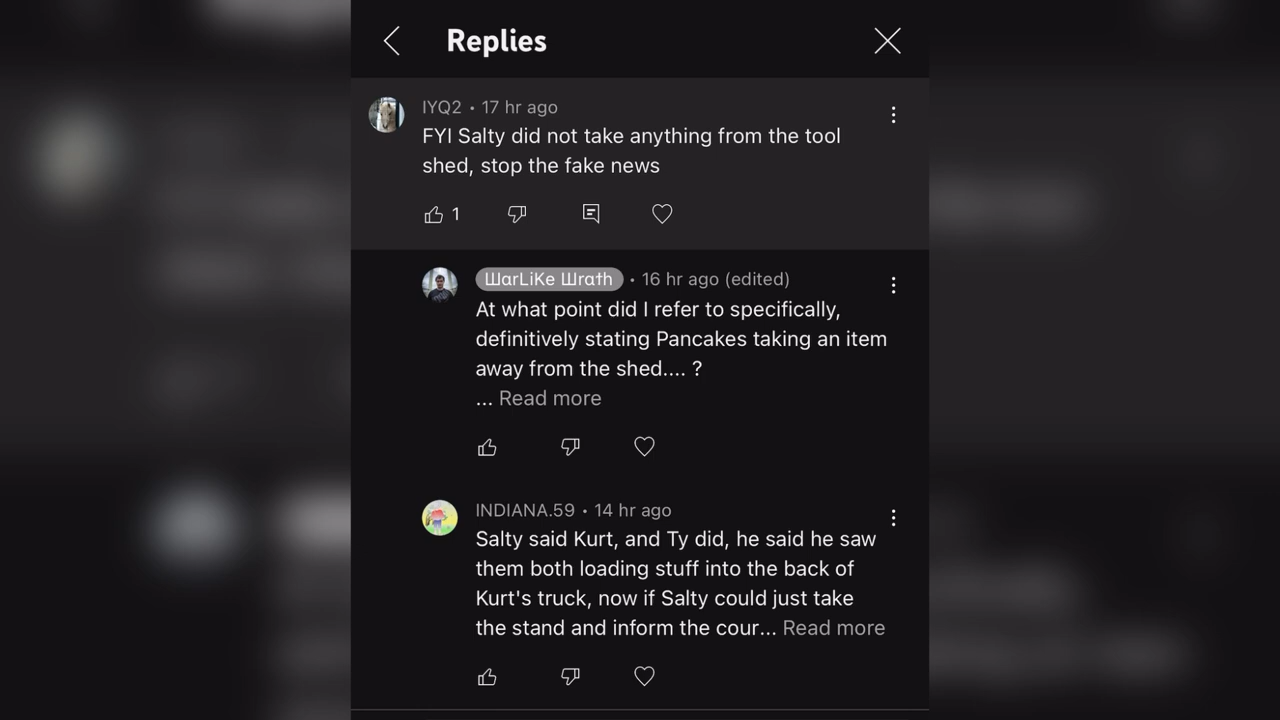 Replies
IYQ2 • 17 hr ago
FYI Salty did not take anything from the tool
shed, stop the fake news
1
ШarLiKe Шrαth • 16 hr ago (edited)
At what point did I refer to specifically,
definitively stating Pancakes taking an item
away from the shed.... ?
... Read more
INDIANA.59 • 14 hr ago
Salty said Kurt, and Ty did, he said he saw
them both loading stuff into the back of
Kurt's truck, now if Salty could just take
the stand and inform the cour... Read more